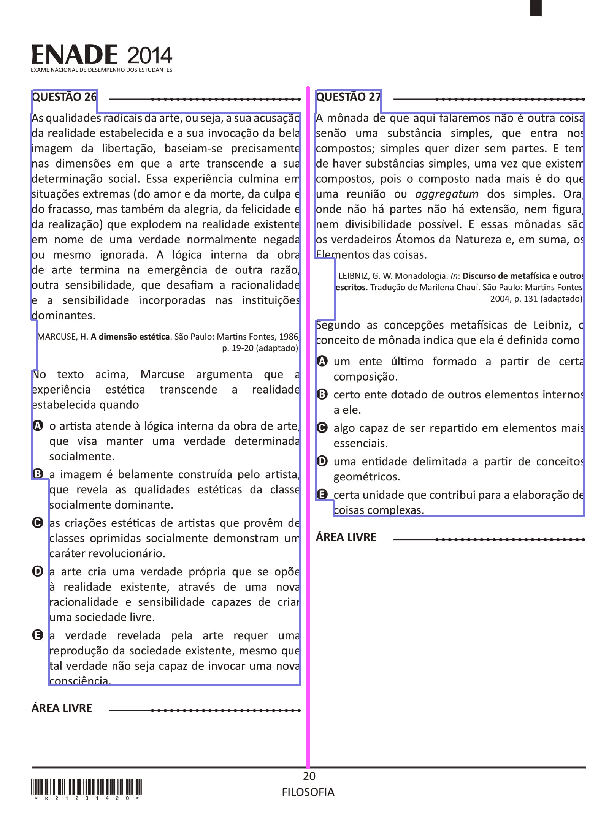 ENADE 2014
EXAME NACIONAL DE DESEMPENHO DOS ESTUDANTES
QUESTÃO 26
As qualidades radicais da arte, ou seja, a sua acusação
da realidade estabelecida e a sua invocação da bela
imagem da libertação, baseiam-se precisamente
nas dimensões em que a arte transcende a sua
determinação social. Essa experiência culmina em
situações extremas (do amor e da morte, da culpa e
do fracasso, mas também da alegria, da felicidade e
da realização) que explodem na realidade existente
em nome de uma verdade normalmente negada
ou mesmo ignorada. A lógica interna da obra
de arte termina na emergência de outra razão,
outra sensibilidade, que desafiam a racionalidade
e a sensibilidade incorporadas nas instituições
dominantes.
MARCUSE, H. A dimensão estética. São Paulo: Martins Fontes, 1986,
p. 19-20 (adaptado).
No texto acima, Marcuse argumenta que a
experiência estética transcende a realidade
estabelecida quando
A o artista atende à lógica interna da obra de arte,
que visa manter uma verdade determinada
socialmente.
B a imagem é belamente construída pelo artista,
que revela as qualidades estéticas da classe
socialmente dominante.
C as criações estéticas de artistas que provêm de
classes oprimidas socialmente demonstram um
caráter revolucionário.
D a arte cria uma verdade própria que se opõe
à realidade existente, através de uma nova
racionalidade e sensibilidade capazes de criar
uma sociedade livre.
E a verdade revelada pela arte requer uma
reprodução da sociedade existente, mesmo que
tal verdade não seja capaz de invocar uma nova
consciência.
ÁREA LIVRE
QUESTÃO 27
A mônada de que aqui falaremos não é outra coisa
senão uma substância simples, que entra nos
compostos; simples quer dizer sem partes. E tem
de haver substâncias simples, uma vez que existem
compostos, pois o composto nada mais é do que
uma reunião ou aggregatum dos simples. Ora,
onde não há partes não há extensão, nem figura,
nem divisibilidade possível. E essas mônadas são
os verdadeiros Átomos da Natureza e, em suma, os
Elementos das coisas.
LEIBNIZ, G. W. Monadologia. In: Discurso de metafísica e outros
escritos. Tradução de Marilena Chauí. São Paulo: Martins Fontes,
2004, p. 131 (adaptado).
Segundo as concepções metafísicas de Leibniz, o
conceito de mônada indica que ela é definida como
A um ente último formado a partir de certa
composição.
B certo ente dotado de outros elementos internos
a ele.
C algo capaz de ser repartido em elementos mais
essenciais.
D uma entidade delimitada a partir de conceitos
geométricos.
E certa unidade que contribui para a elaboração de
coisas complexas.
ÁREA LIVRE
20
FILOSOFIA